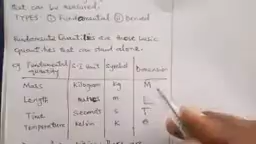 that can be measured.
TYPES: ① Fundamental ② Derived
Fundamental Quantities are those basic
Quantities that can stand alone.
eg. Fundamental quantity | S.I Unit | Symbol | Dimension
Mass | Kilogram | kg | M
Length | metres | m | L
Time | seconds | s | T
Temperature | kelvin | K | θ